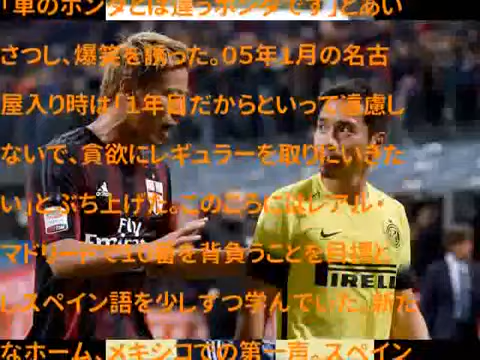 「車のホンダとは違うホンダです」とあい
さつし、爆笑を誘った。05年1月の名古
屋入り時は「1年目だからといって遠慮し
ないで、貪欲にレギュラーを取りにいきた
い」とぶち上げた。このころにはレアル・
マドリードで10番を背負うことを目標と
しスペイン語を少しずつ学んでいた。新た
なホーム、メキシコでの第一声。スペイン
Fly
Emirates
PIRELLI